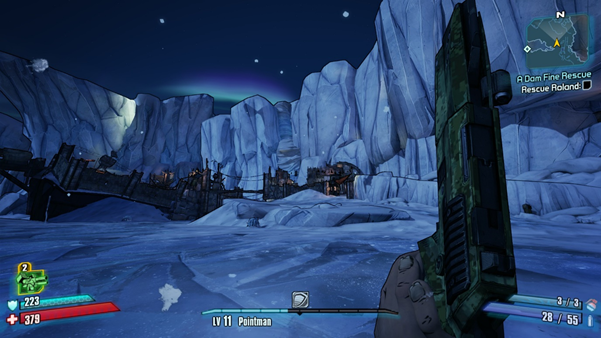 N
A Dam Fine Rescue
Rescue Roland:
2
223
379
LV 11 Pointman
3 / 3
28 / 55